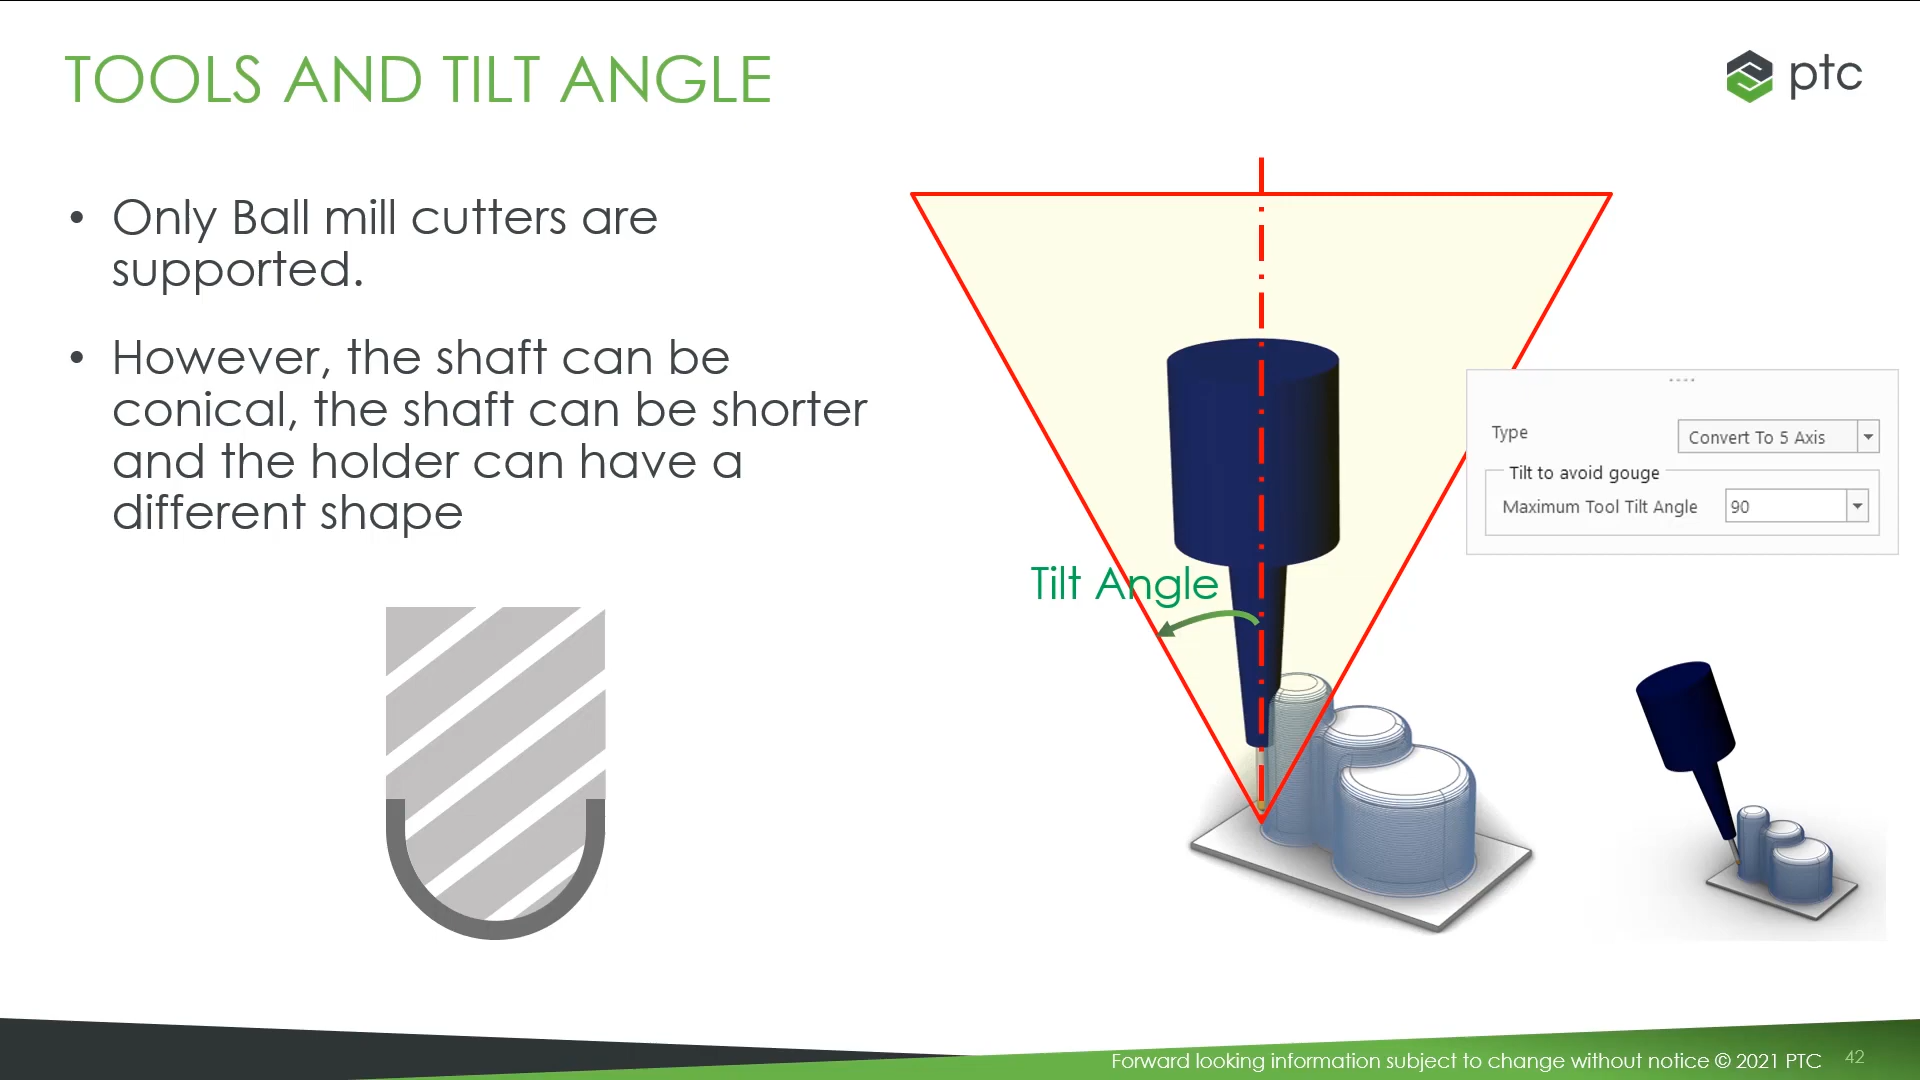 TOOLS AND TILT ANGLE
ptc
• Only Ball mill cutters are
supported.
• However, the shaft can be
conical, the shaft can be shorter
and the holder can have a
different shape
Tilt Angle
Type
Convert To 5 Axis
Tilt to avoid gouge
Maximum Tool Tilt Angle
90
Forward looking information subject to change without notice © 2021 PTC
42